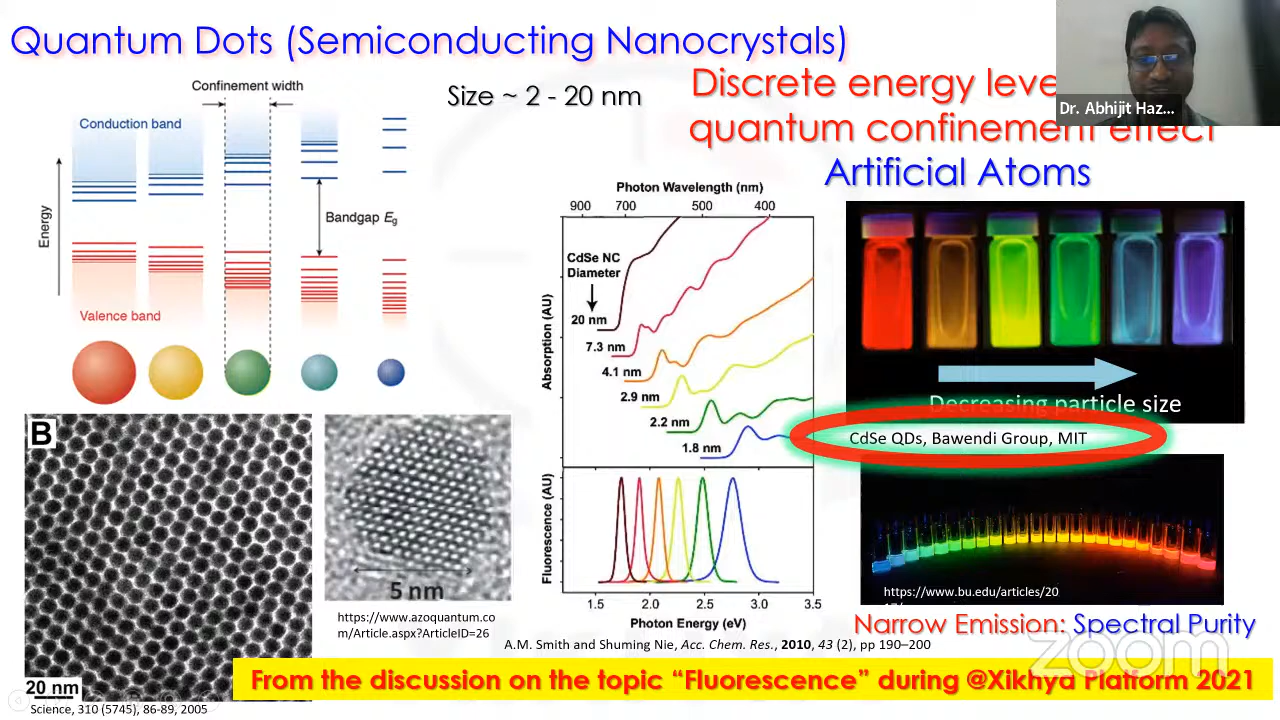 Quantum Dots (Semiconducting Nanocrystals)
Dr. Abhijit Haz...
Size ~ 2 - 20 nm
Discrete energy leve
quantum confinement effect
Artificial Atoms
Confinement width
Conduction band
Energy
Bandgap Eg
Valence band
Photon Wavelength (nm)
900 700 500 400
CdSe NC
Diameter
20 nm
7.3 nm
4.1 nm
2.9 nm
2.2 nm
1.8 nm
Absorption (AU)
Fluorescence (AU)
1.5 2.0 2.5 3.0 3.5
Photon Energy (eV)
Decreasing particle size
CdSe QDs, Bawendi Group, MIT
https://www.bu.edu/articles/20
Narrow Emission: Spectral Purity
B
20 nm
Science, 310 (5745), 86-89, 2005
5 nm
https://www.azoquantum.co
m/Article.aspx?ArticleID=26
A.M. Smith and Shuming Nie, Acc. Chem. Res., 2010, 43 (2), pp 190–200
zoom
From the discussion on the topic “Fluorescence” during @Xikhya Platform 2021